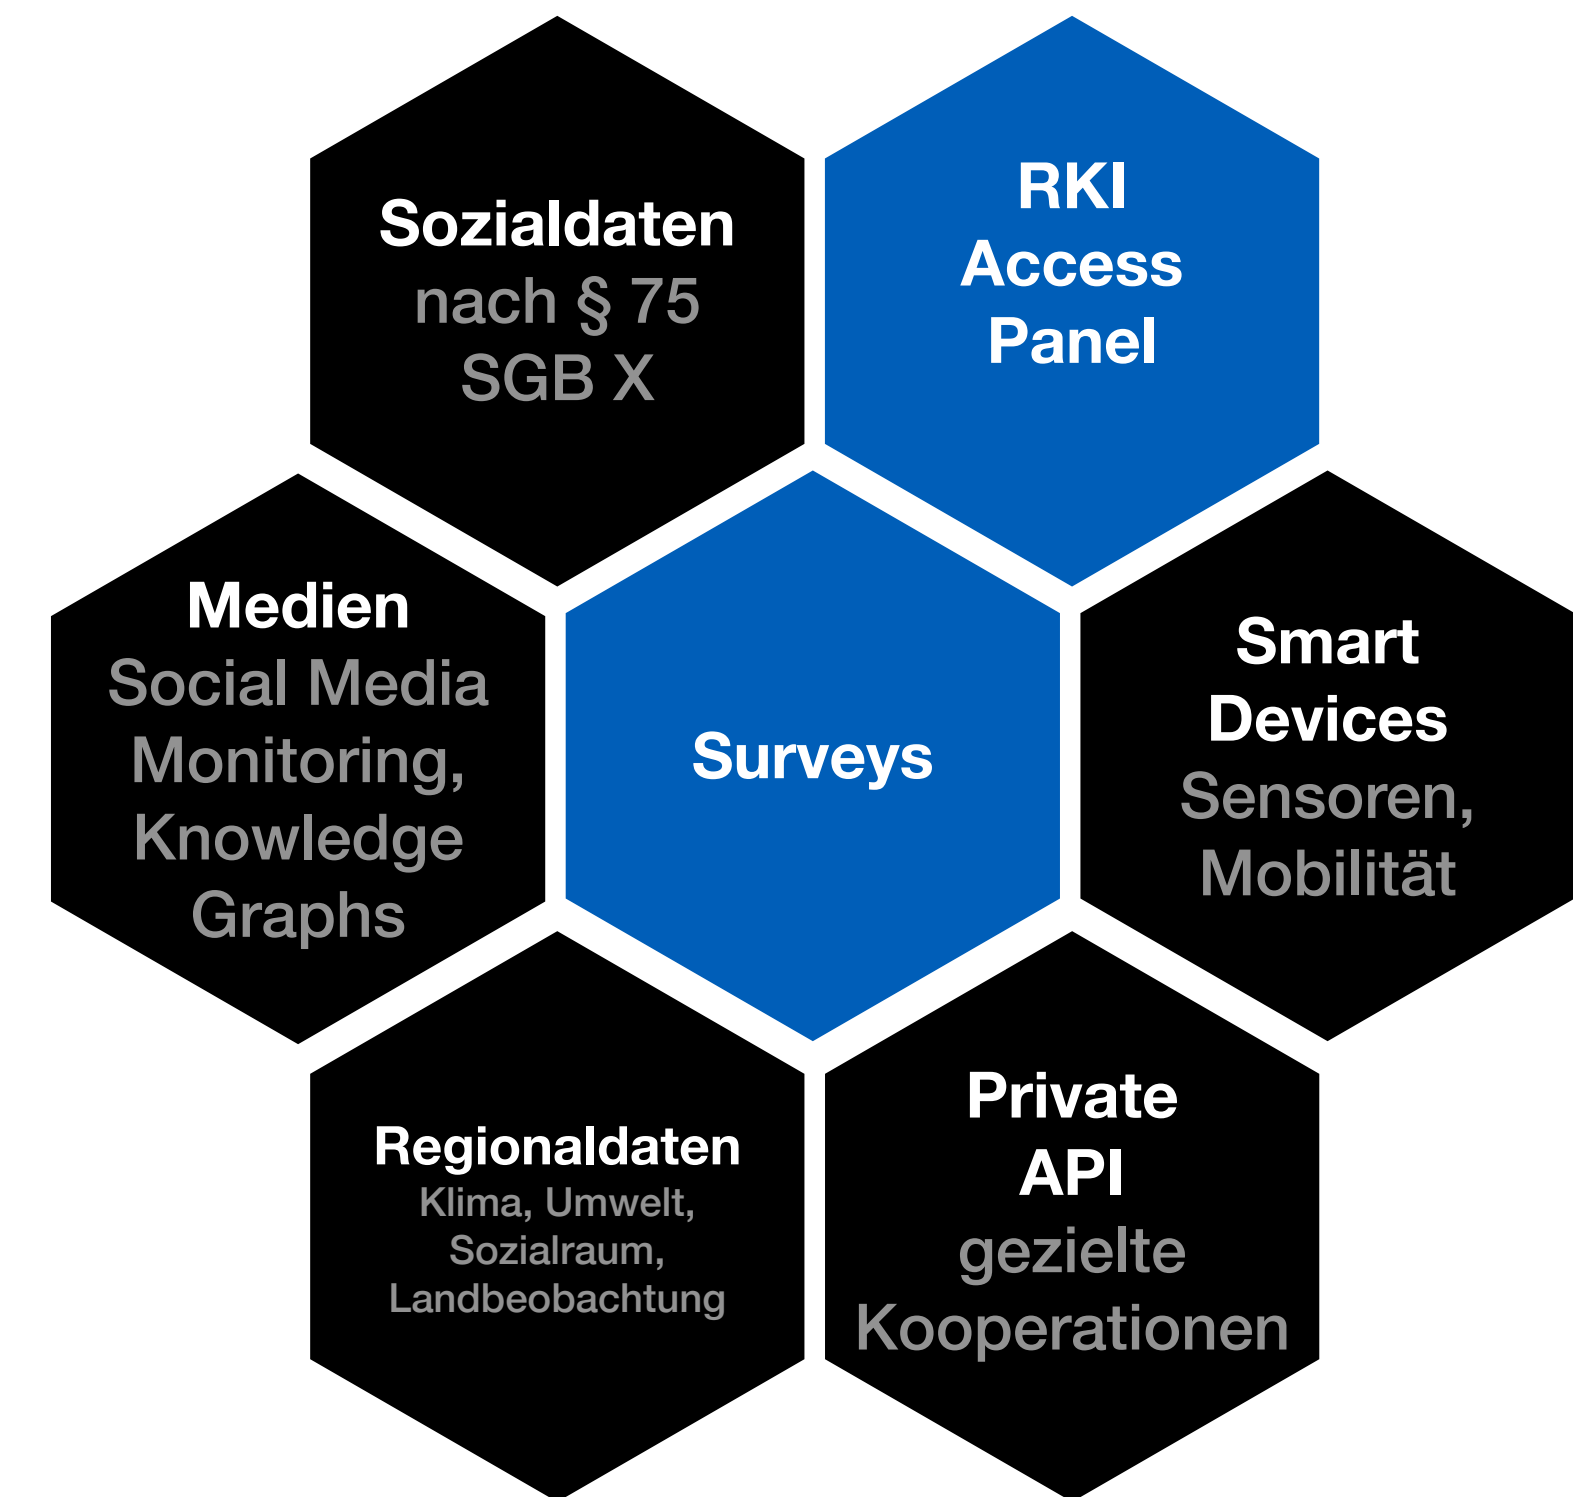 Sozialdaten
nach § 75
SGB X
RKI
Access
Panel
Medien
Social Media
Monitoring,
Knowledge
Graphs
Surveys
Smart
Devices
Sensoren,
Mobilität
Regionaldaten
Klima, Umwelt,
Sozialraum,
Landbeobachtung
Private
API
gezielte
Kooperationen